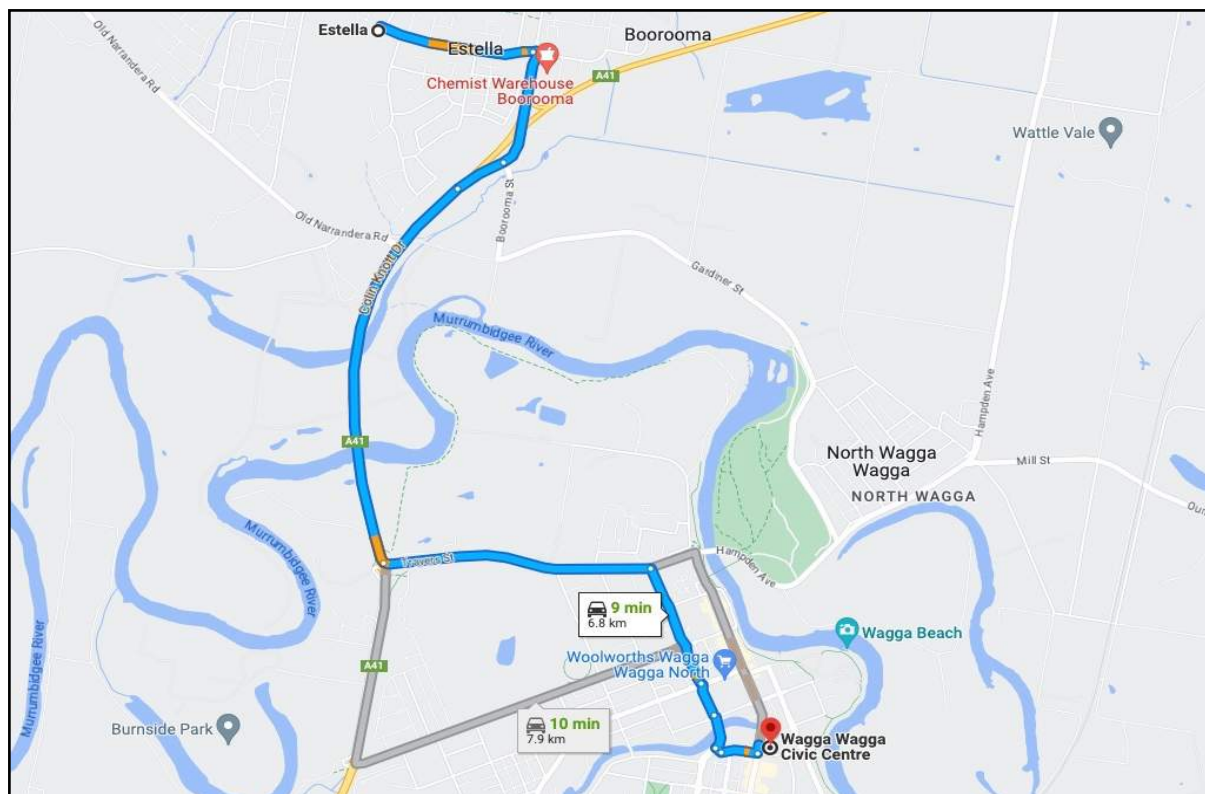 Estella
Estella
Boorooma
Old Narrandera Rd
A41
Chemist Warehouse
Boorooma
Wattle Vale
Old Narrandera Rd
Boorooma St
Colin Knott Dr
Gardiner St
Murrumbidgee River
Hampden Ave
A41
North Wagga
Wagga
Mill St
NORTH WAGGA
Murrumbidgee River
Murrumbidgee River
Travers St
Hampden Ave
9 min
6.8 km
Wagga Beach
Woolworths Wagga
Wagga North
A41
Burnside Park
10 min
7.9 km
Wagga Wagga
Civic Centre